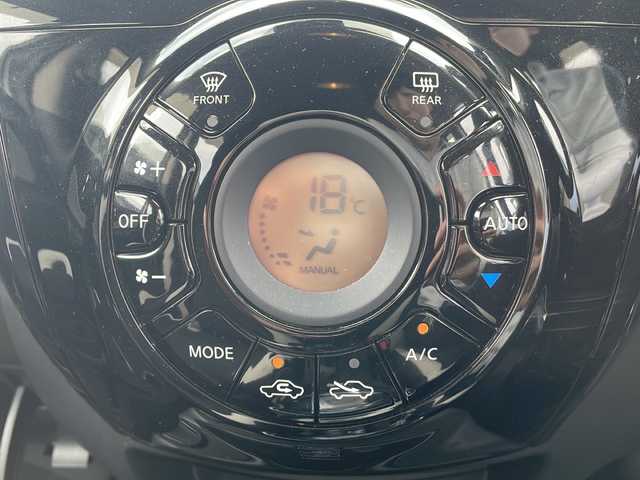 FRONT
REAR
+
18°C
OFF
AUTO
MANUAL
−
MODE
A/C